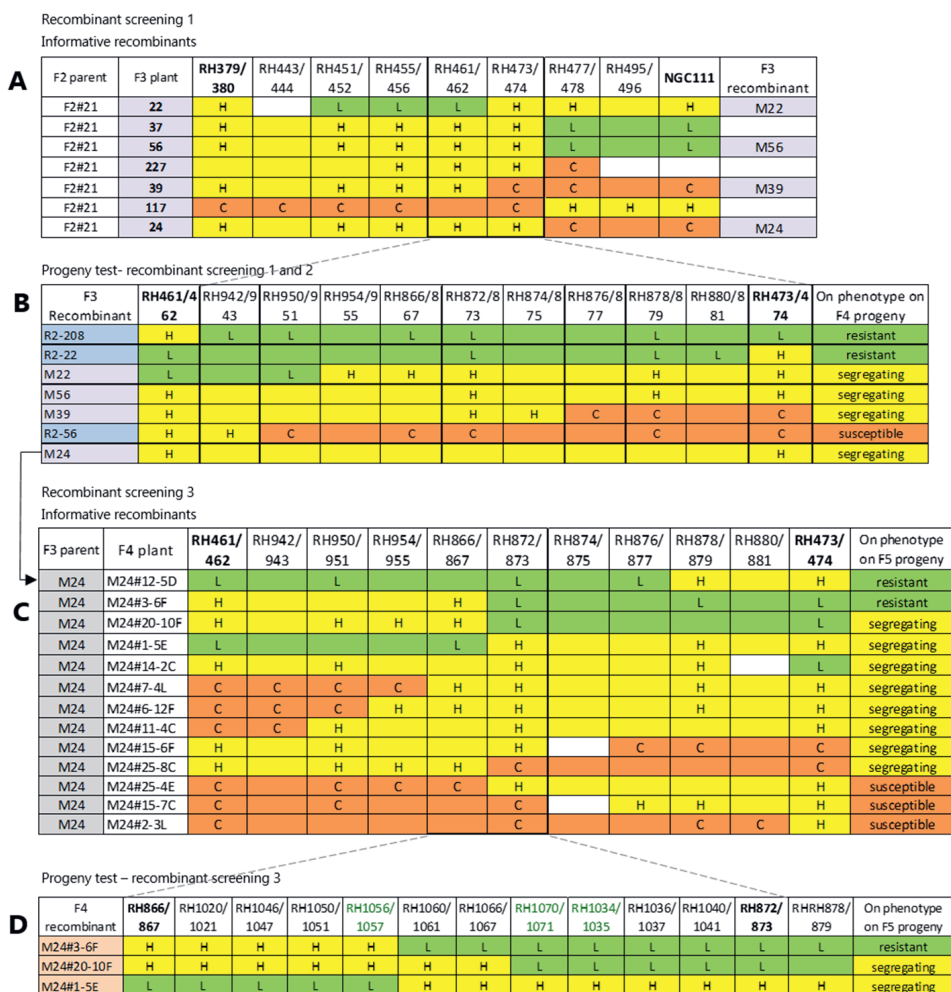 Recombinant screening 1
Informative recombinants
A
F2 parent F3 plant RH379/380 RH443/444 RH451/452 RH455/456 RH461/462 RH473/474 RH477/478 RH495/496 NGC111 F3 recombinant
F2#21 22 H L L L H H H M22
F2#21 37 H H H H H L L
F2#21 56 H H H H H L L M56
F2#21 227 H H H C
F2#21 39 H H H H C C C M39
F2#21 117 C C C C C H H H
F2#21 24 H H H H H C C M24
Progeny test- recombinant screening 1 and 2
B
F3 Recombinant RH461/462 RH942/943 RH950/951 RH954/955 RH866/867 RH872/873 RH874/875 RH876/877 RH878/879 RH880/881 RH473/474 On phenotype on F4 progeny
R2-208 H L L L L L L resistant
R2-22 L L L L H resistant
M22 L L H H H H H segregating
M56 H H H H segregating
M39 H H H C C C segregating
R2-56 H H C C C C C susceptible
M24 H H segregating
Recombinant screening 3
Informative recombinants
C
F3 parent F4 plant RH461/462 RH942/943 RH950/951 RH954/955 RH866/867 RH872/873 RH874/875 RH876/877 RH878/879 RH880/881 RH473/474 On phenotype on F5 progeny
M24 M24#12-5D L L L L H H resistant
M24 M24#3-6F H H L L L resistant
M24 M24#20-10F H H H H L L segregating
M24 M24#1-5E L L H H H segregating
M24 M24#14-2C H H H H L segregating
M24 M24#7-4L C C C C H H H H segregating
M24 M24#6-12F C C C H H H H H segregating
M24 M24#11-4C C C H H H segregating
M24 M24#15-6F H H H C C C segregating
M24 M24#25-8C H H H H C C segregating
M24 M24#25-4E C C C C H H susceptible
M24 M24#15-7C C C C H H H susceptible
M24 M24#2-3L C C C C H susceptible
Progeny test – recombinant screening 3
D
F4 recombinant RH866/867 RH1020/1021 RH1046/1047 RH1050/1051 RH1056/1057 RH1060/1061 RH1066/1067 RH1070/1071 RH1034/1035 RH1036/1037 RH1040/1041 RH872/873 RHRH878/879 On phenotype on F5 progeny
M24#3-6F H H H H H L L L L L L L L resistant
M24#20-10F H H H H H H H L L L L L segregating
M24#1-5E L L L L L H H H H H H H H segregating